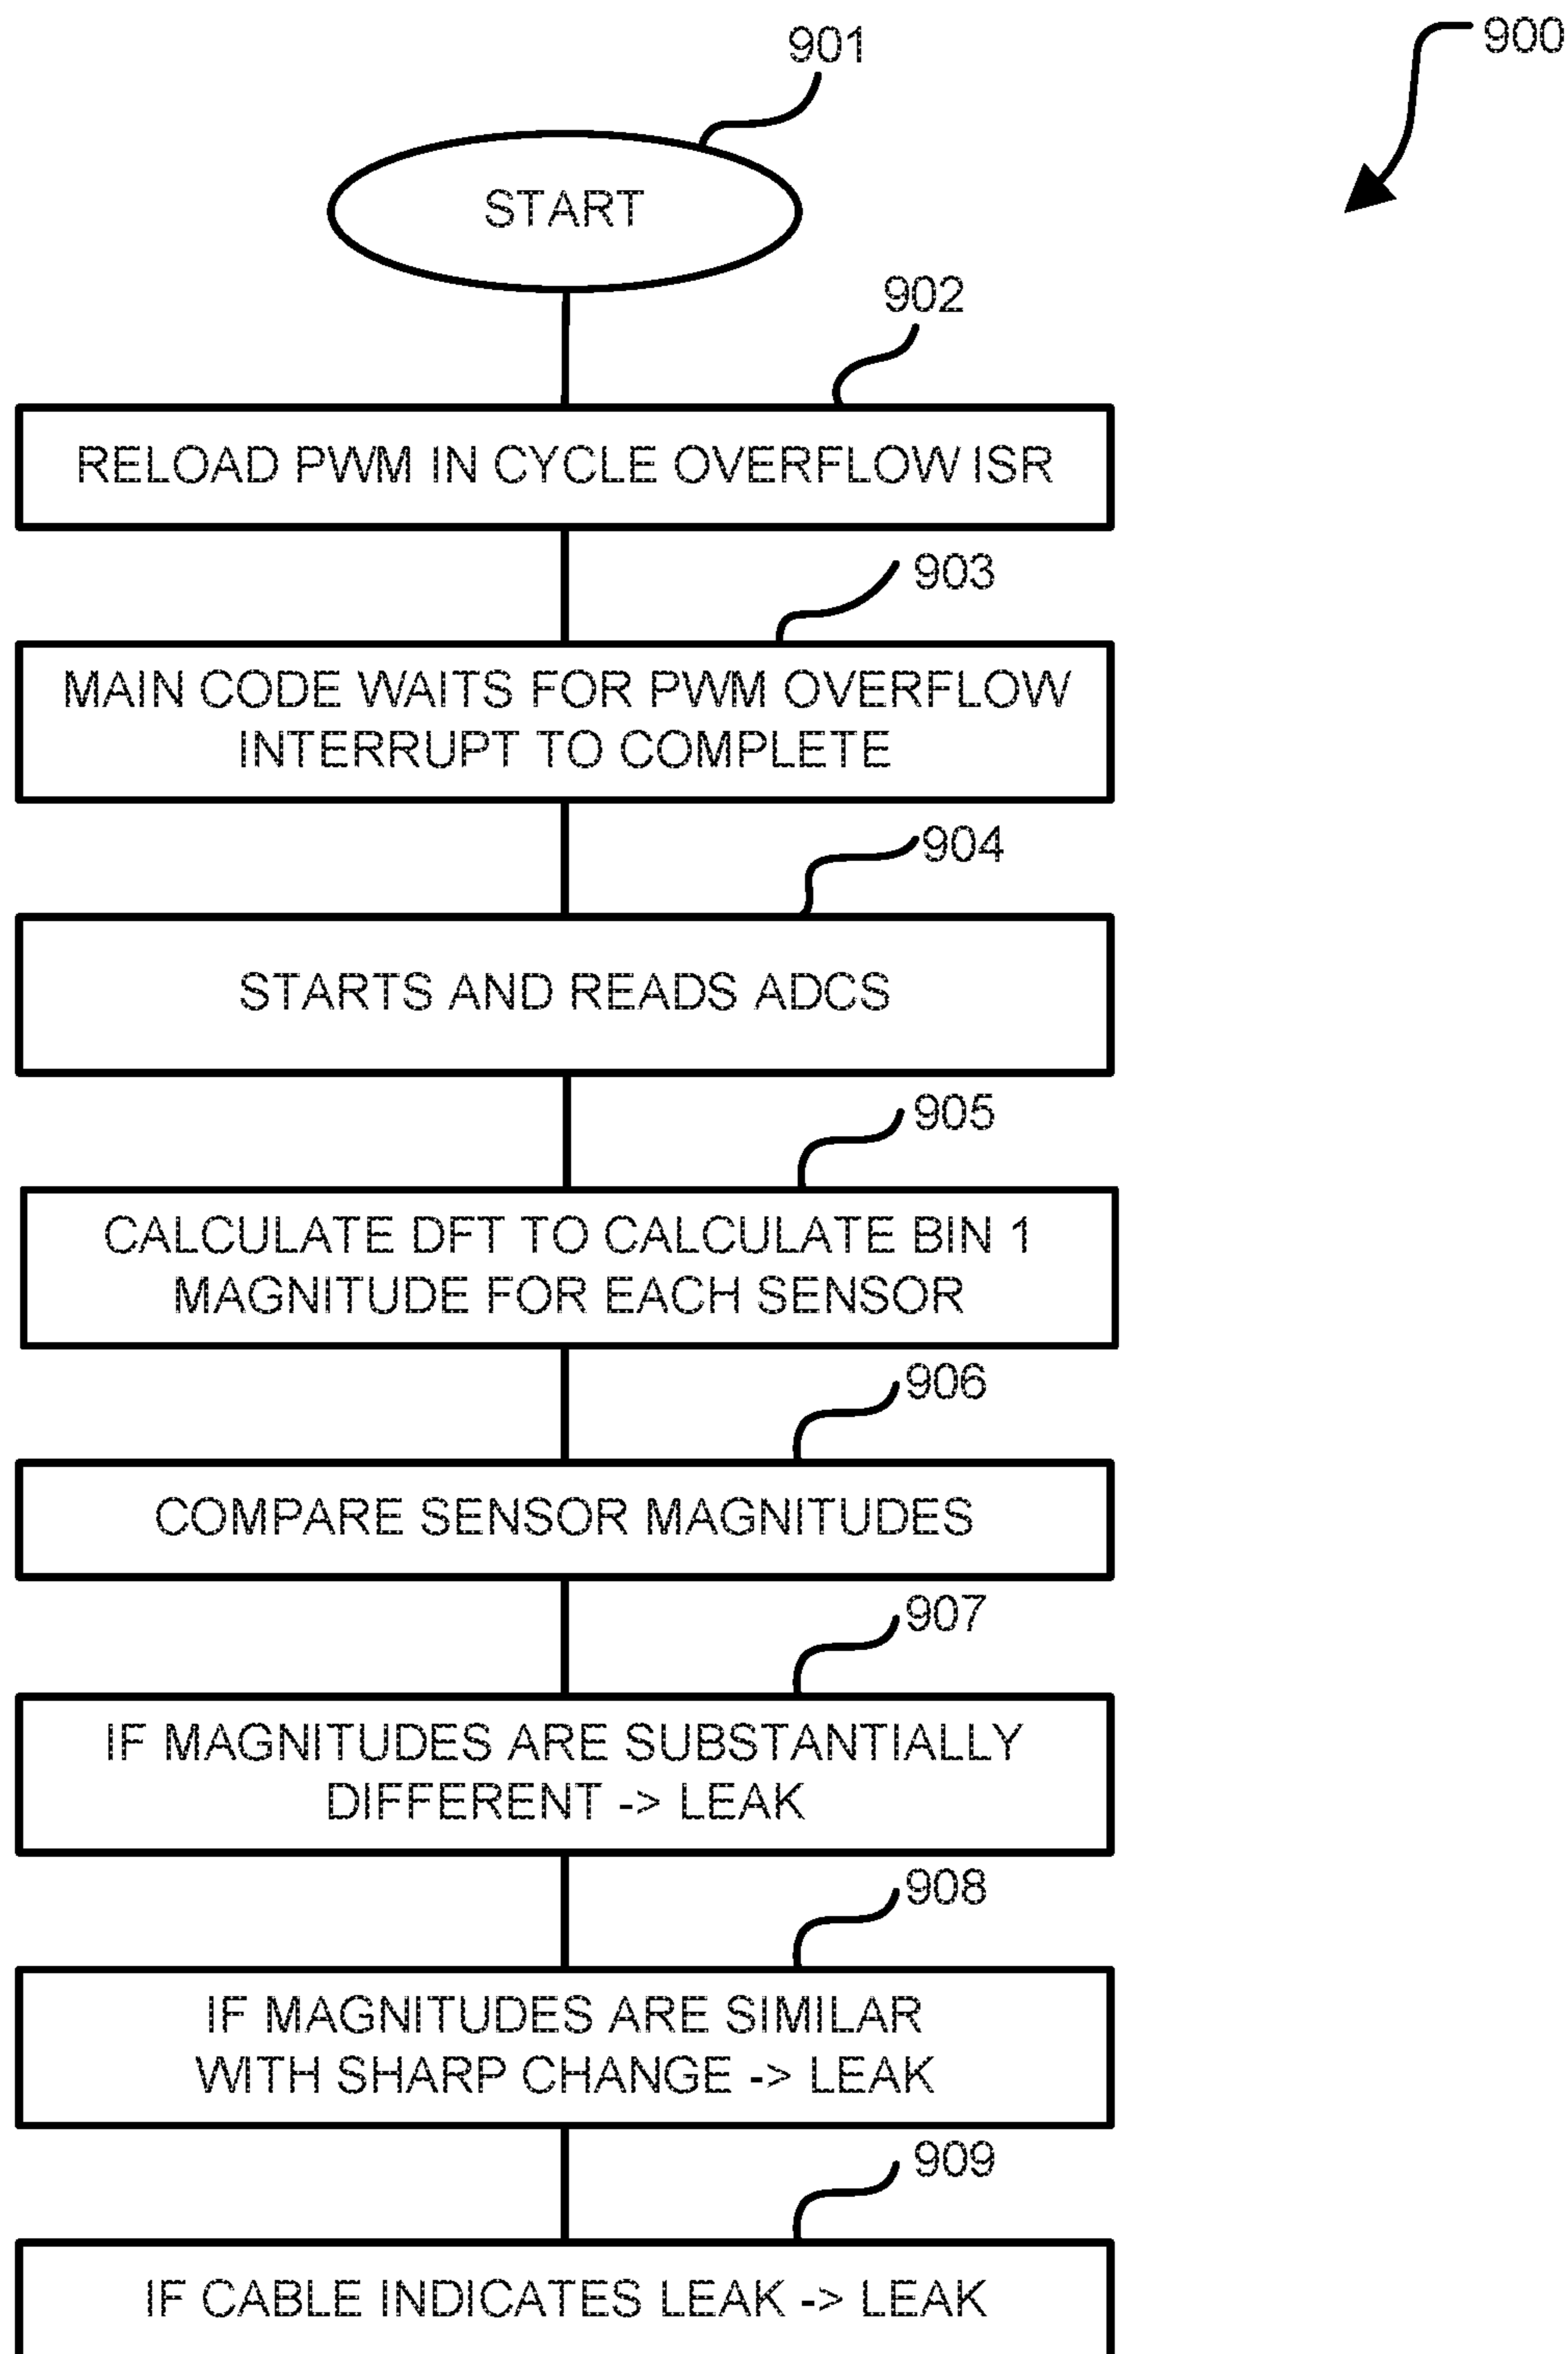 900
901
START
902
RELOAD PWM IN CYCLE OVERFLOW ISR
903
MAIN CODE WAITS FOR PWM OVERFLOW
INTERRUPT TO COMPLETE
904
STARTS AND READS ADCS
905
CALCULATE DFT TO CALCULATE BIN 1
MAGNITUDE FOR EACH SENSOR
906
COMPARE SENSOR MAGNITUDES
907
IF MAGNITUDES ARE SUBSTANTIALLY
DIFFERENT -> LEAK
908
IF MAGNITUDES ARE SIMILAR
WITH SHARP CHANGE -> LEAK
909
IF CABLE INDICATES LEAK -> LEAK